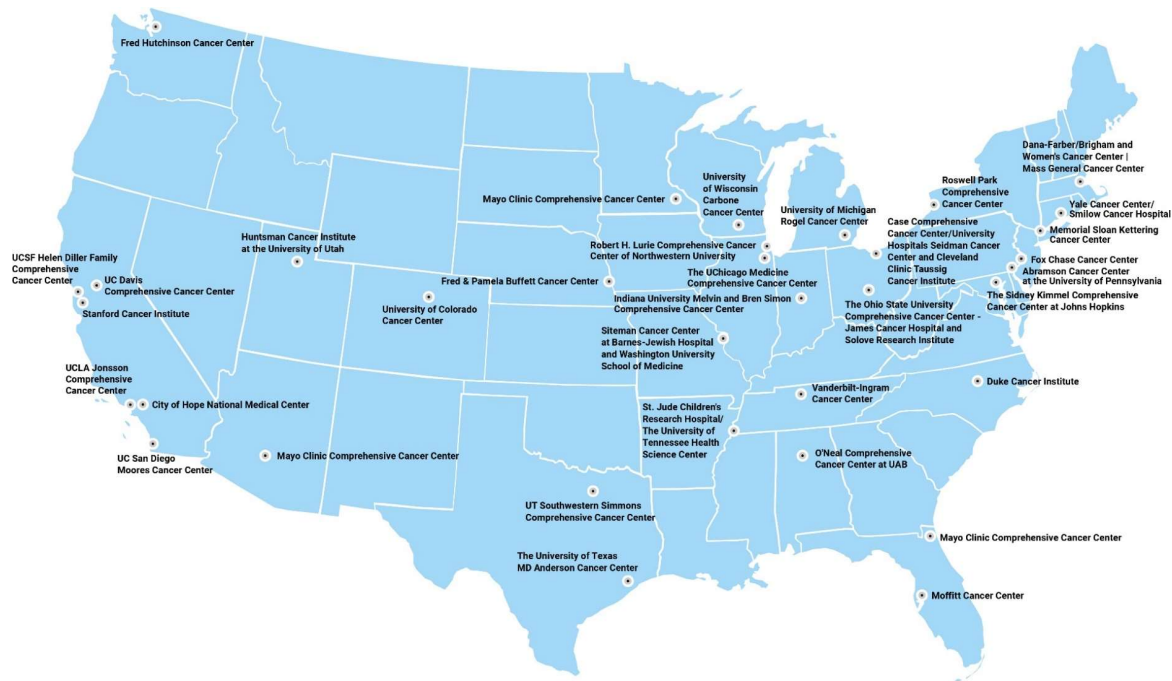 Fred Hutchinson Cancer Center
Dana-Farber/Brigham and
Women's Cancer Center |
Mass General Cancer Center
Roswell Park
Comprehensive
Cancer Center
University
of Wisconsin
Carbone
Cancer Center
Mayo Clinic Comprehensive Cancer Center
University of Michigan
Rogel Cancer Center
Yale Cancer Center/
Smilow Cancer Hospital
Memorial Sloan Kettering
Cancer Center
Case Comprehensive
Cancer Center/University
Hospitals Seidman Cancer
Center and Cleveland
Clinic Taussig
Cancer Institute
Huntsman Cancer Institute
at the University of Utah
Robert H. Lurie Comprehensive Cancer
Center of Northwestern University
UCSF Helen Diller Family
Comprehensive
Cancer Center
UC Davis
Comprehensive Cancer Center
Stanford Cancer Institute
Fred & Pamela Buffett Cancer Center
The UChicago Medicine
Comprehensive Cancer Center
Fox Chase Cancer Center
Abramson Cancer Center
at the University of Pennsylvania
The Sidney Kimmel Comprehensive
Cancer Center at Johns Hopkins
University of Colorado
Cancer Center
Indiana University Melvin and Bren Simon
Comprehensive Cancer Center
The Ohio State University
Comprehensive Cancer Center -
James Cancer Hospital and
Solove Research Institute
Siteman Cancer Center
at Barnes-Jewish Hospital
and Washington University
School of Medicine
UCLA Jonsson
Comprehensive
Cancer Center
City of Hope National Medical Center
Vanderbilt-Ingram
Cancer Center
Duke Cancer Institute
St. Jude Children's
Research Hospital/
The University of
Tennessee Health
Science Center
UC San Diego
Moores Cancer Center
Mayo Clinic Comprehensive Cancer Center
O'Neal Comprehensive
Cancer Center at UAB
UT Southwestern Simmons
Comprehensive Cancer Center
Mayo Clinic Comprehensive Cancer Center
The University of Texas
MD Anderson Cancer Center
Moffitt Cancer Center